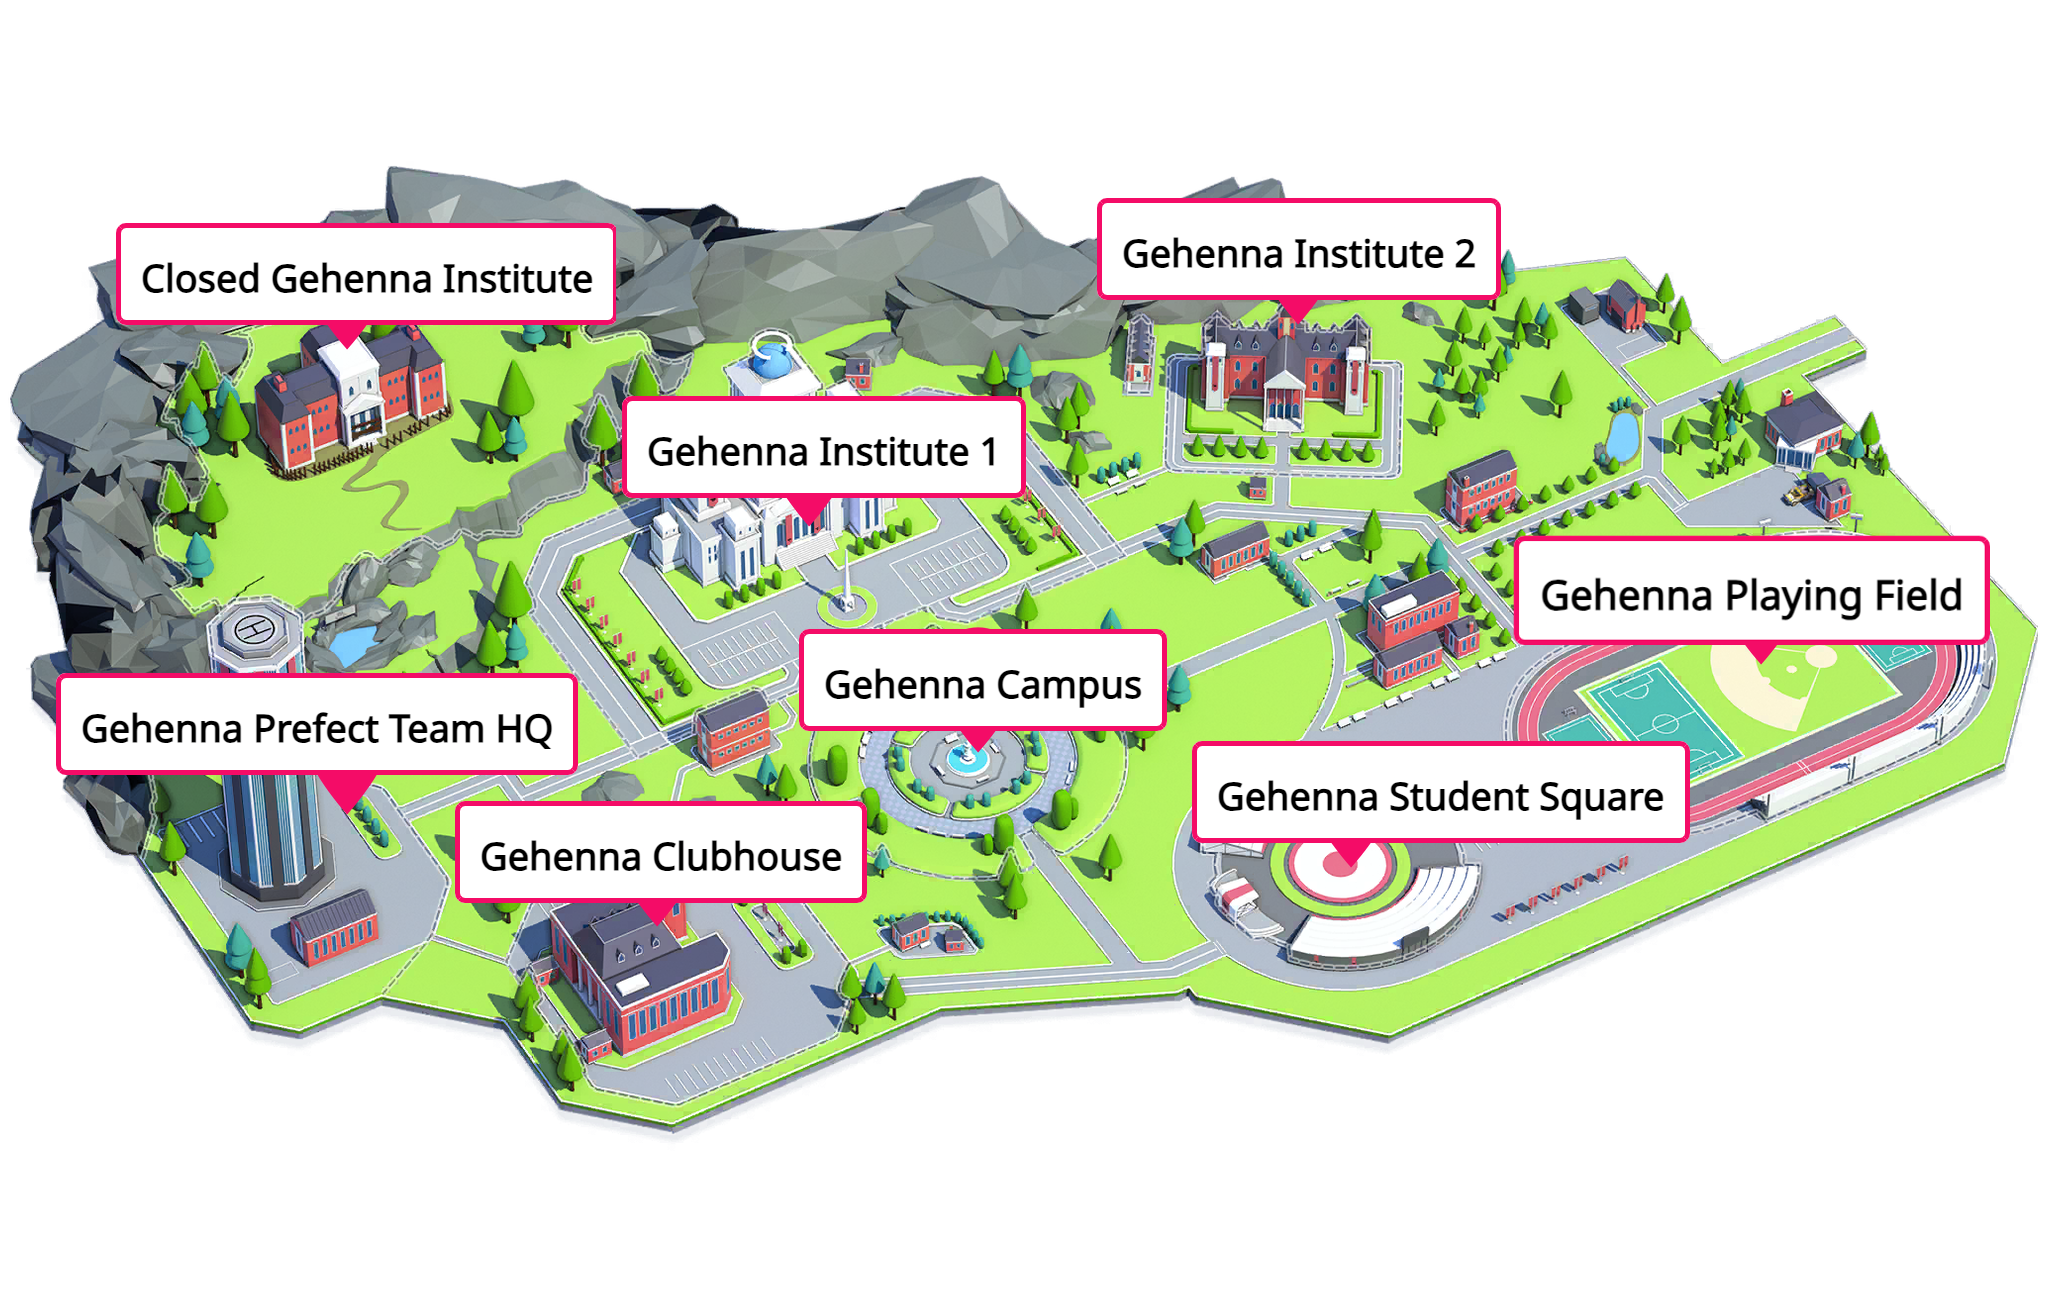 Closed Gehenna Institute
Gehenna Institute 2
Gehenna Institute 1
Gehenna Playing Field
Gehenna Campus
Gehenna Prefect Team HQ
Gehenna Student Square
Gehenna Clubhouse
H